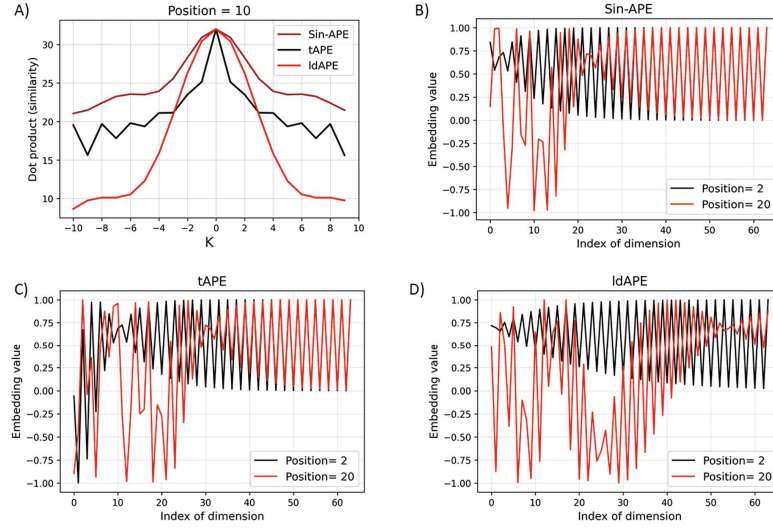 A)
Position = 10
Dot product (similarity)
30
25
20
15
10
Sin-APE
tAPE
ldAPE
−10 −8 −6 −4 −2 0 2 4 6 8 10
K
B)
Sin-APE
Embedding value
1.00
0.75
0.50
0.25
0.00
−0.25
−0.50
−0.75
−1.00
Position= 2
Position= 20
0 10 20 30 40 50 60
Index of dimension
C)
tAPE
Embedding value
1.00
0.75
0.50
0.25
0.00
−0.25
−0.50
−0.75
−1.00
Position= 2
Position= 20
0 10 20 30 40 50 60
Index of dimension
D)
ldAPE
Embedding value
1.00
0.75
0.50
0.25
0.00
−0.25
−0.50
−0.75
−1.00
Position= 2
Position= 20
0 10 20 30 40 50 60
Index of dimension